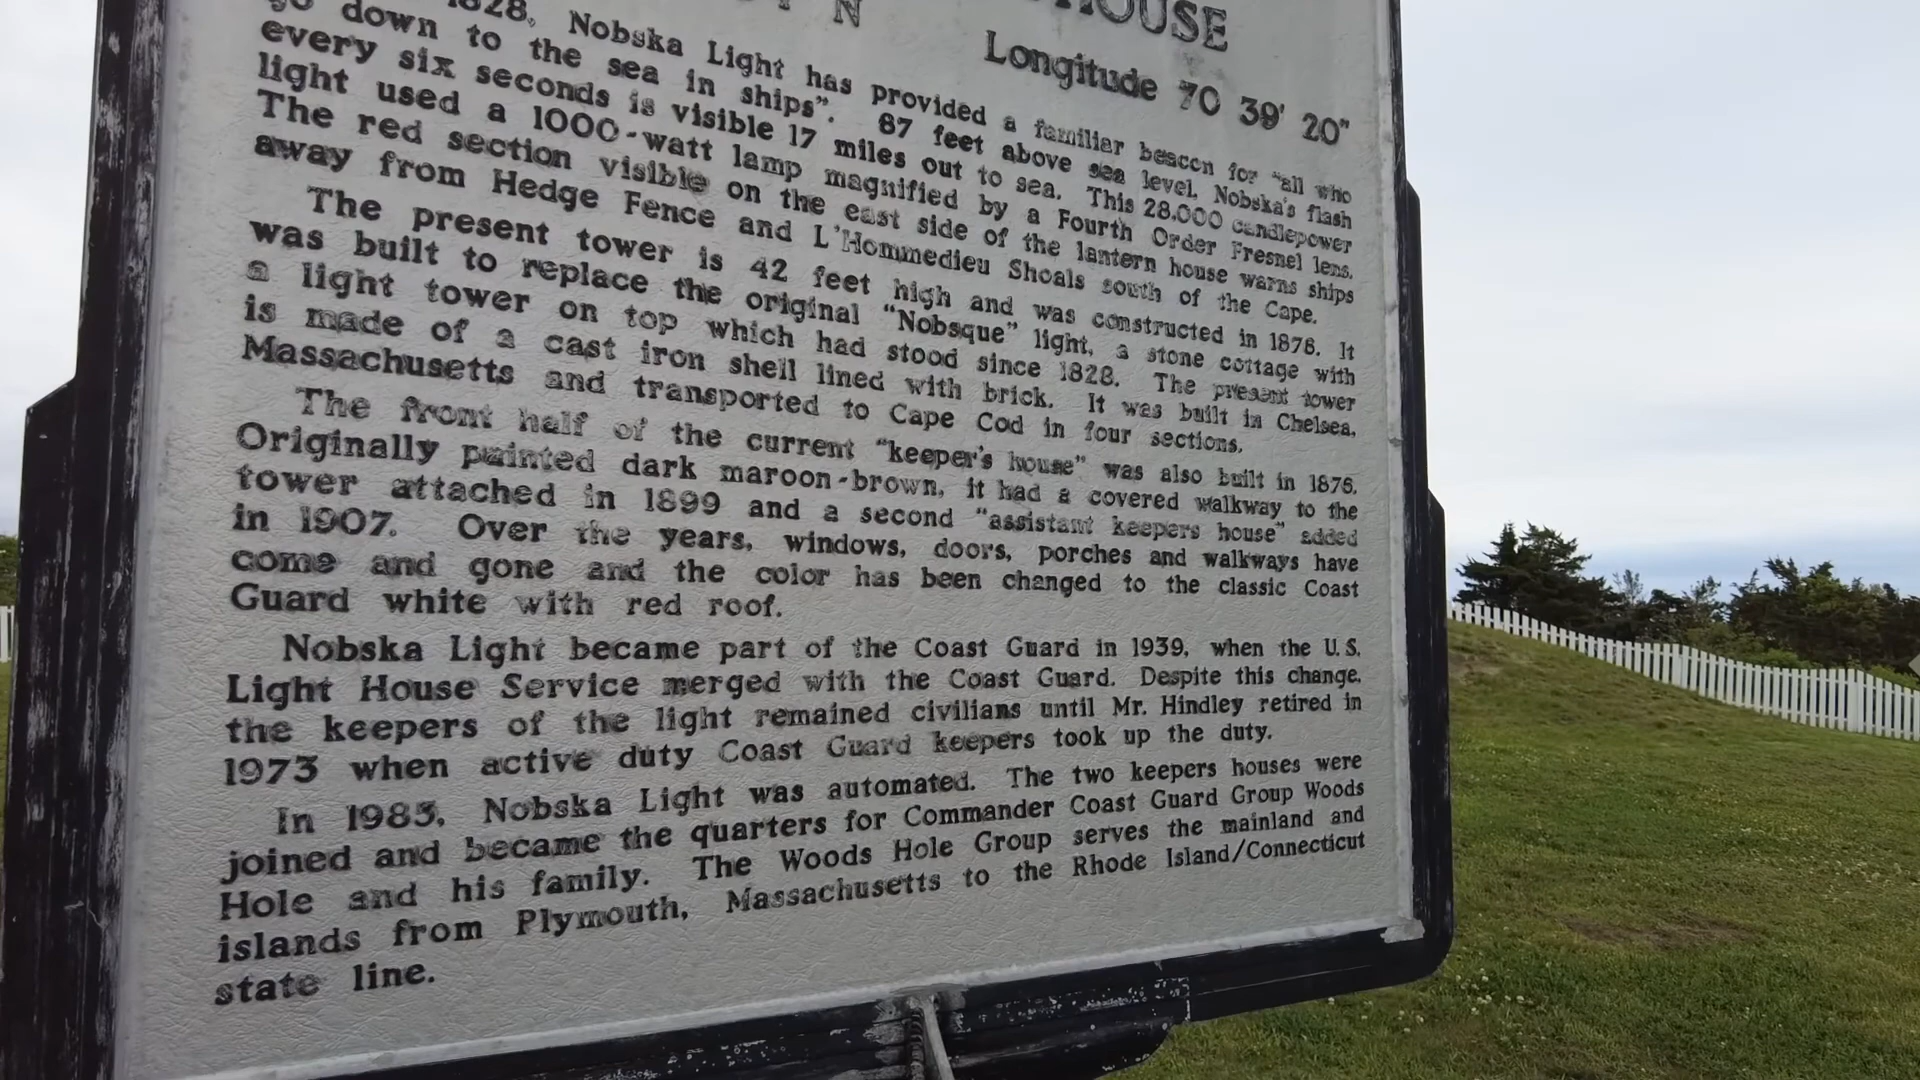 HOUSE
N
Longitude 70 39' 20"
1828, Nobska Light has provided a familiar beacon for "all who
go down to the sea in ships". 87 feet above sea level, Nobska's flash
every six seconds is visible 17 miles out to sea. This 28,000 candlepower
light used a 1000-watt lamp magnified by a Fourth Order Fresnel lens.
The red section visible on the east side of the lantern house warns ships
away from Hedge Fence and L'Hommedieu Shoals south of the Cape.
The present tower is 42 feet high and was constructed in 1876. It
was built to replace the original "Nobsque" light, a stone cottage with
a light tower on top which had stood since 1828. The present tower
is made of a cast iron shell lined with brick. It was built in Chelsea,
Massachusetts and transported to Cape Cod in four sections.
The front half of the current "keeper's house" was also built in 1876.
Originally painted dark maroon-brown, it had a covered walkway to the
tower attached in 1899 and a second "assistant keepers house" added
in 1907. Over the years, windows, doors, porches and walkways have
come and gone and the color has been changed to the classic Coast
Guard white with red roof.
Nobska Light became part of the Coast Guard in 1939, when the U.S.
Light House Service merged with the Coast Guard. Despite this change,
the keepers of the light remained civilians until Mr. Hindley retired in
1973 when active duty Coast Guard keepers took up the duty.
In 1985, Nobska Light was automated. The two keepers houses were
joined and became the quarters for Commander Coast Guard Group Woods
Hole and his family. The Woods Hole Group serves the mainland and
islands from Plymouth, Massachusetts to the Rhode Island/Connecticut
state line.